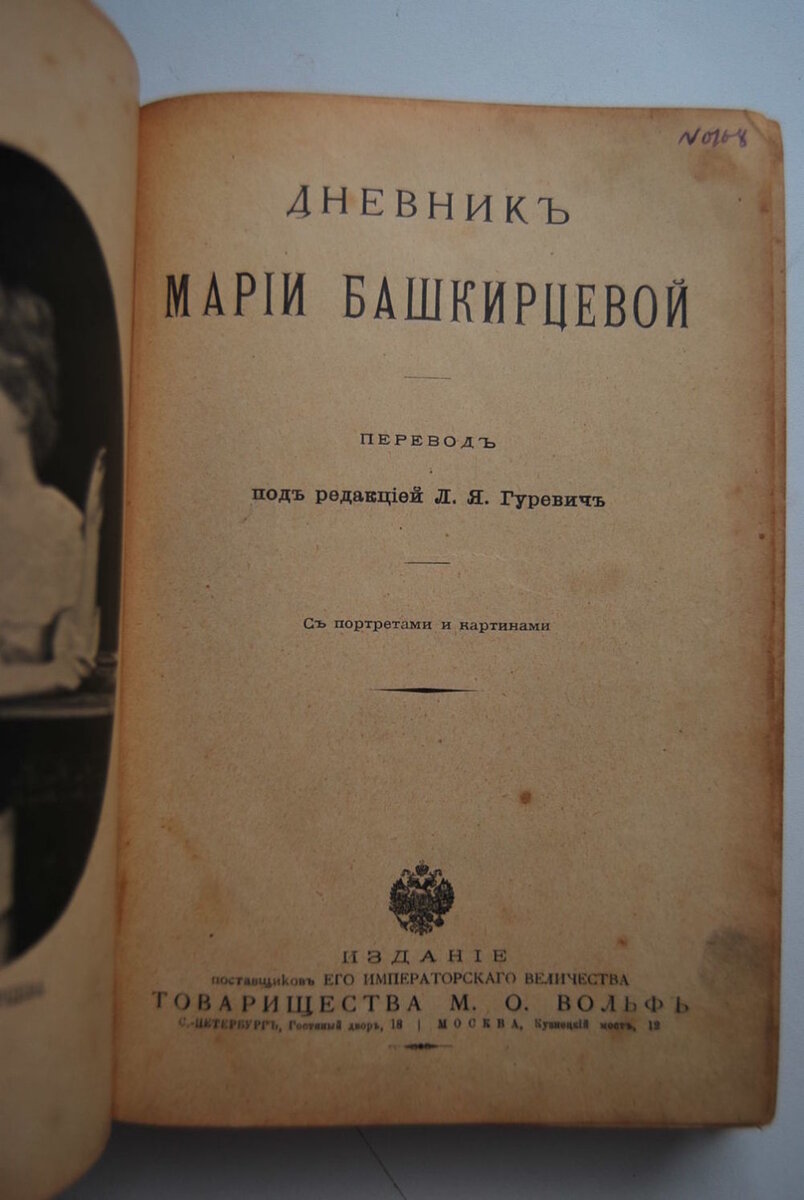 N0108
ДНЕВНИКЪ
МАРІИ БАШКИРЦЕВОЙ
ПЕРЕВОДЪ
подъ редакціей Л. Я. Гуревичъ
Съ портретами и картинами
ИЗДАНІЕ
поставщиковъ ЕГО ИМПЕРАТОРСКАГО ВЕЛИЧЕСТВА
ТОВАРИЩЕСТВА М. О. ВОЛЬФЪ
С.-ПЕТЕРБУРГЪ, Гостиный дворъ, 18 | МОСКВА, Кузнецкій мостъ, 12